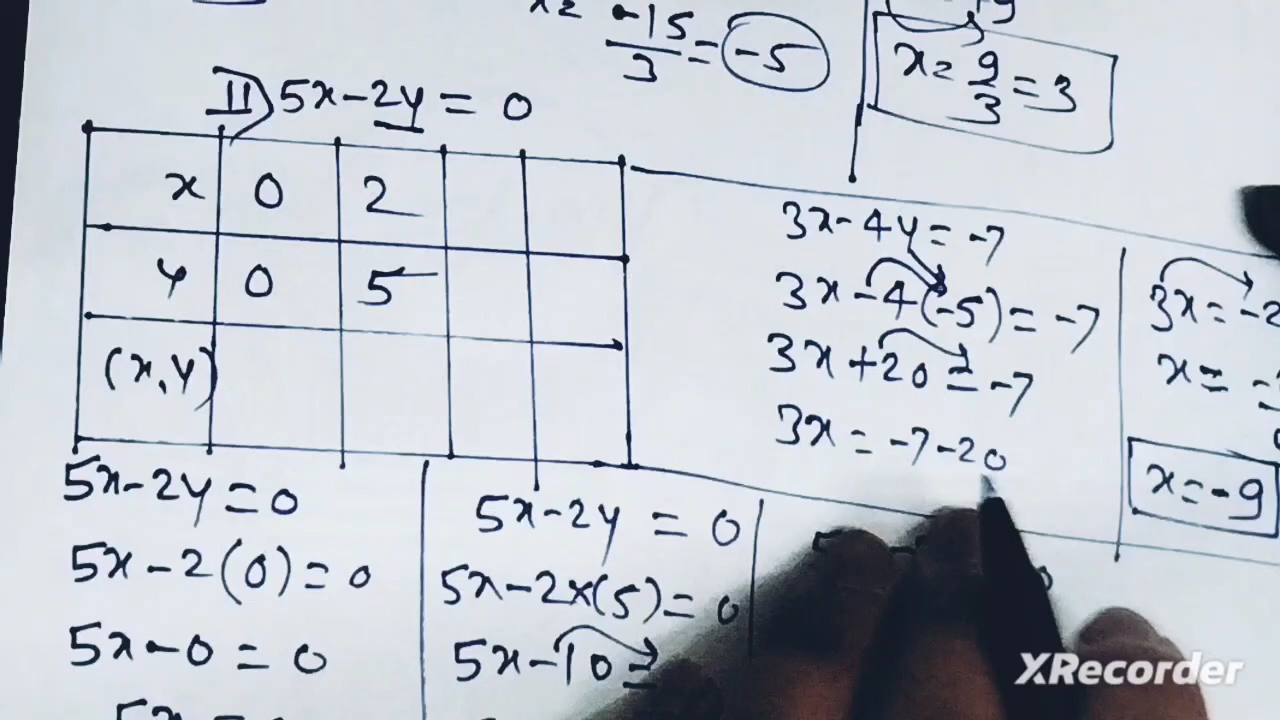 -15/3 = -5
x = 9/3 = 3
II) 5x-2y = 0
x 0 2
y 0 5
(x,y)
3x-4y = -7
3x-4(-5) = -7
3x+20 = -7
3x = -7-20
3x = -2
x =
x = -9
5x-2y = 0
5x-2(0) = 0
5x-0 = 0
5x-2y = 0
5x-2×(5) = 0
5x-10 =
XRecorder